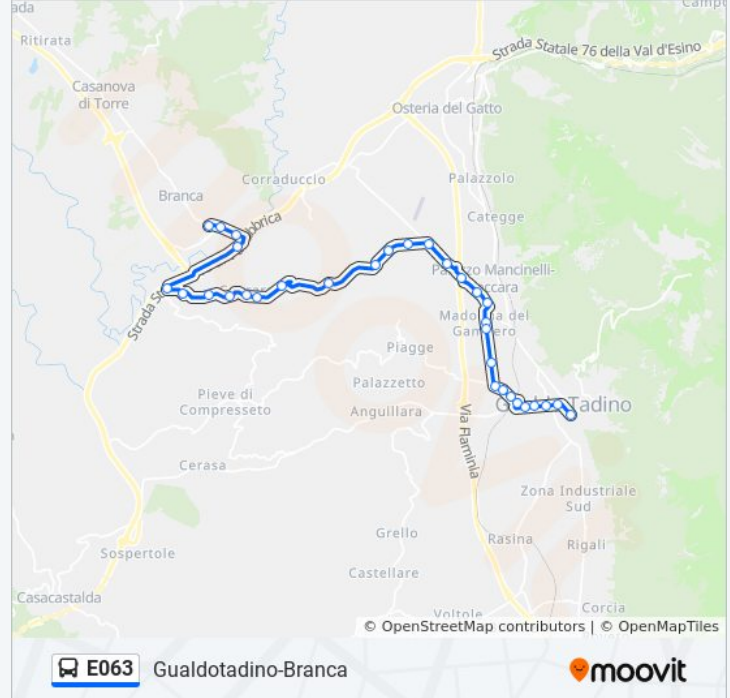 Ritirata
Strada Statale 76 della Val d'Esino
Casanova
di Torre
Osteria del Gatto
Palazzolo
Corraduccio
Branca
Categge
Palazzo Mancinelli-
Strada
Madonna del
Gambero
Piagge
Palazzetto
Pieve di
Compresseto
Anguillara
Gualdo Tadino
Via Flaminia
Cerasa
Zona Industriale
Sud
Grello
Rasina
Rigali
Sospertole
Castellare
Casacastalda
Voltole
Corcia
© OpenStreetMap contributors | © OpenMapTiles
E063 Gualdotadino-Branca
moovit